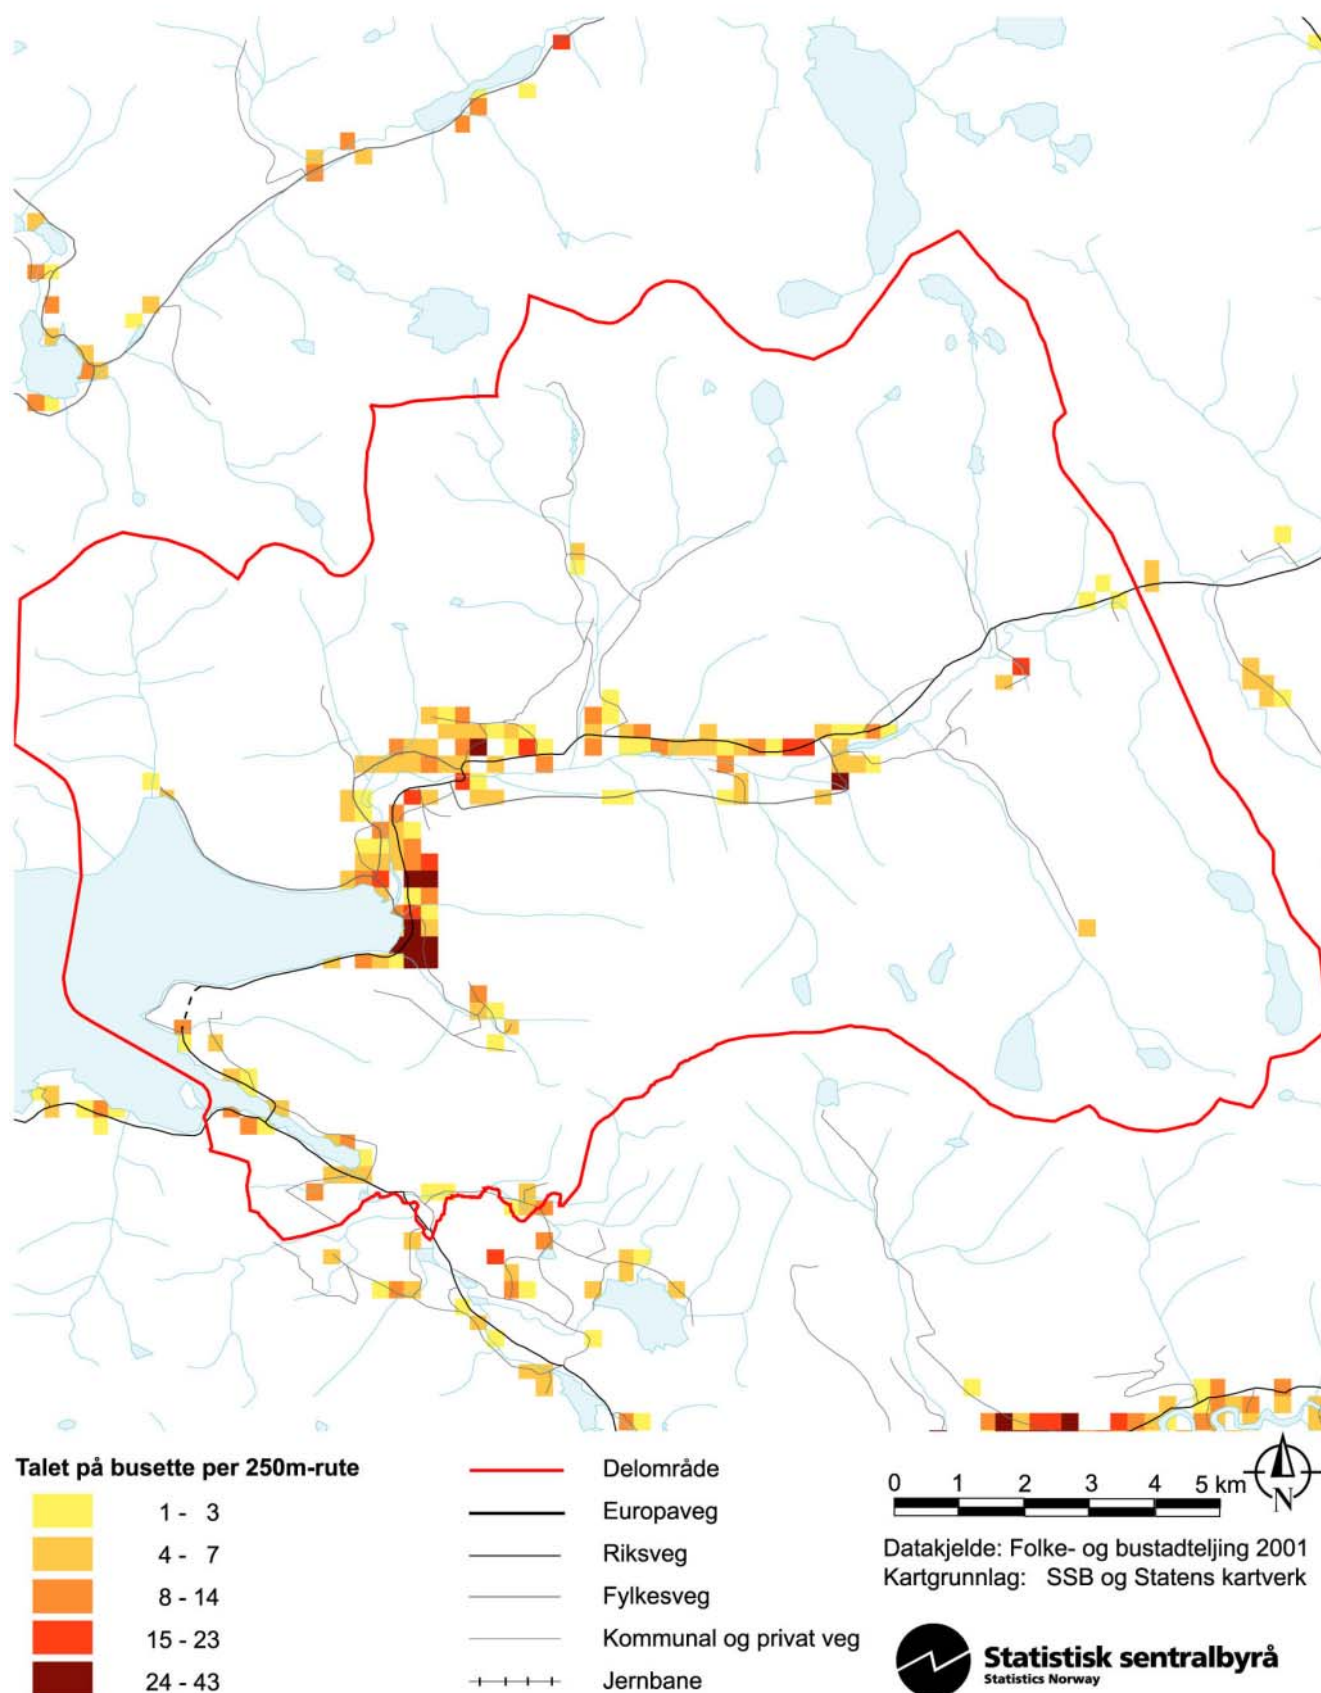 Talet på busette per 250m-rute
1 - 3
4 - 7
8 - 14
15 - 23
24 - 43
Delområde
Europaveg
Riksveg
Fylkesveg
Kommunal og privat veg
Jernbane
0 1 2 3 4 5 km
N
Datakjelde: Folke- og bustadteljing 2001
Kartgrunnlag: SSB og Statens kartverk
Statistisk sentralbyrå
Statistics Norway